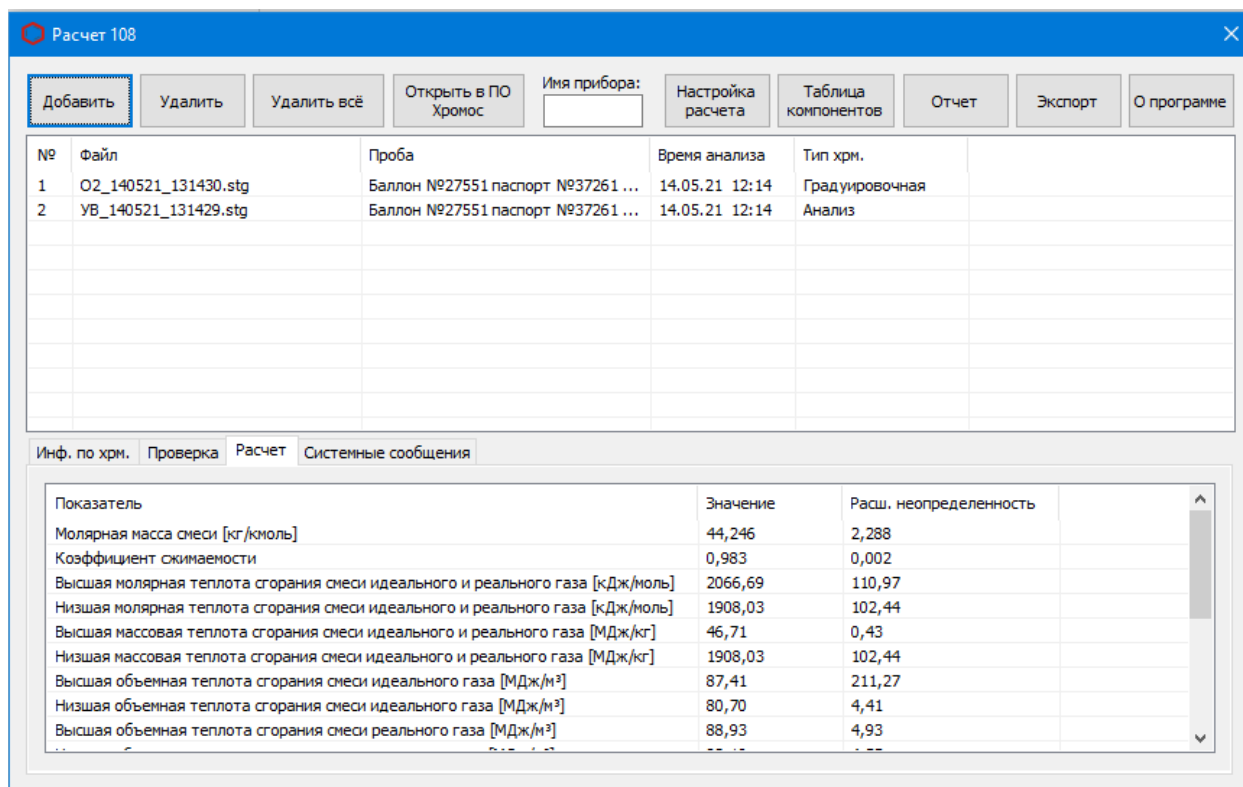 Расчет 108
Добавить Удалить Удалить всё Открыть в ПО Хромос Имя прибора: Настройка расчета Таблица компонентов Отчет Экспорт О программе
№ Файл Проба Время анализа Тип хрм.
1 О2_140521_131430.stg Баллон №27551 паспорт №37261 ... 14.05.21 12:14 Градуировочная
2 УВ_140521_131429.stg Баллон №27551 паспорт №37261 ... 14.05.21 12:14 Анализ
Инф. по хрм. Проверка Расчет Системные сообщения
Показатель Значение Расш. неопределенность
Молярная масса смеси [кг/кмоль] 44,246 2,288
Коэффициент сжимаемости 0,983 0,002
Высшая молярная теплота сгорания смеси идеального и реального газа [кДж/моль] 2066,69 110,97
Низшая молярная теплота сгорания смеси идеального и реального газа [кДж/моль] 1908,03 102,44
Высшая массовая теплота сгорания смеси идеального и реального газа [МДж/кг] 46,71 0,43
Низшая массовая теплота сгорания смеси идеального и реального газа [МДж/кг] 1908,03 102,44
Высшая объемная теплота сгорания смеси идеального газа [МДж/м³] 87,41 211,27
Низшая объемная теплота сгорания смеси идеального газа [МДж/м³] 80,70 4,41
Высшая объемная теплота сгорания смеси реального газа [МДж/м³] 88,93 4,93